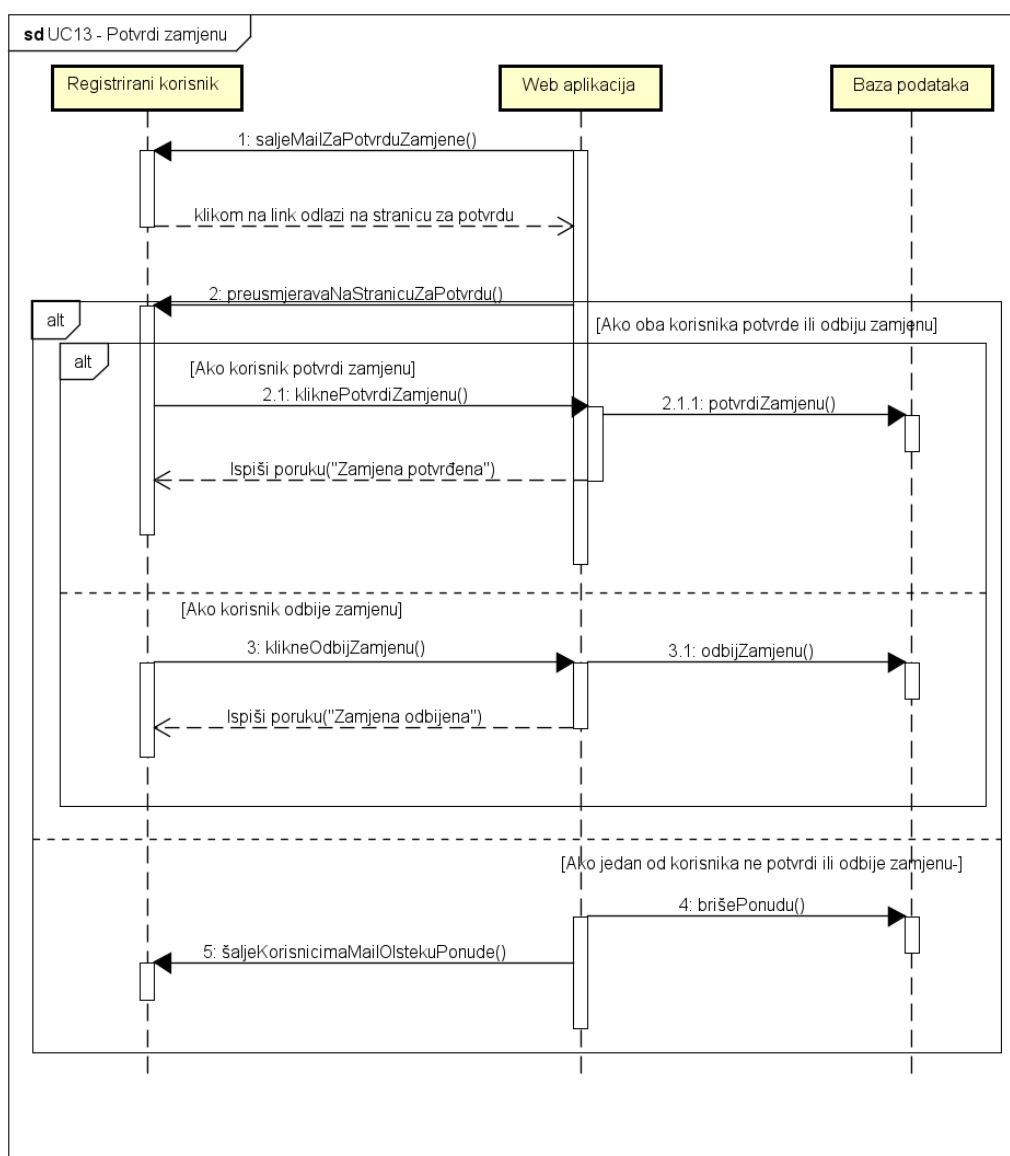 sd UC13 - Potvrdi zamjenu
Registrirani korisnik
Web aplikacija
Baza podataka
1: saljeMailZaPotvrduZamjene()
klikom na link odlazi na stranicu za potvrdu
2: preusmjeravaNaStranicuZaPotvrdu()
alt
[Ako oba korisnika potvrde ili odbiju zamjenu]
alt
[Ako korisnik potvrdi zamjenu]
2.1: kliknePotvrdiZamjenu()
2.1.1: potvrdiZamjenu()
Ispiši poruku("Zamjena potvrđena")
[Ako korisnik odbije zamjenu]
3: klikneOdbijZamjenu()
3.1: odbijZamjenu()
Ispiši poruku("Zamjena odbijena")
[Ako jedan od korisnika ne potvrdi ili odbije zamjenu-]
4: brišePonudu()
5: šaljeKorisnicimaMailOIstekuPonude()